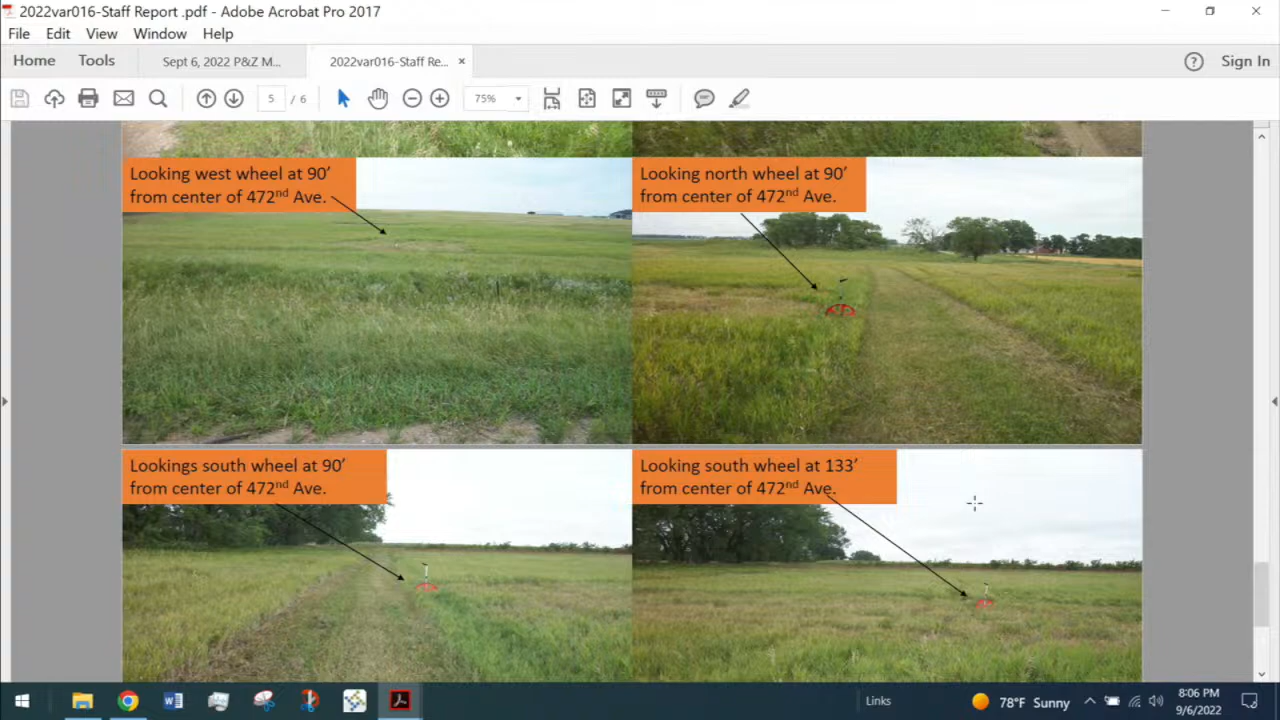 2022var016-Staff Report .pdf - Adobe Acrobat Pro 2017
File Edit View Window Help
Home Tools Sept 6, 2022 P&Z M... 2022var016-Staff Re... × ? Sign In
5 / 6 75%
Looking west wheel at 90’
from center of 472nd Ave.
Looking north wheel at 90’
from center of 472nd Ave.
Lookings south wheel at 90’
from center of 472nd Ave.
Looking south wheel at 133’
from center of 472nd Ave.
Links 78°F Sunny 8:06 PM
9/6/2022